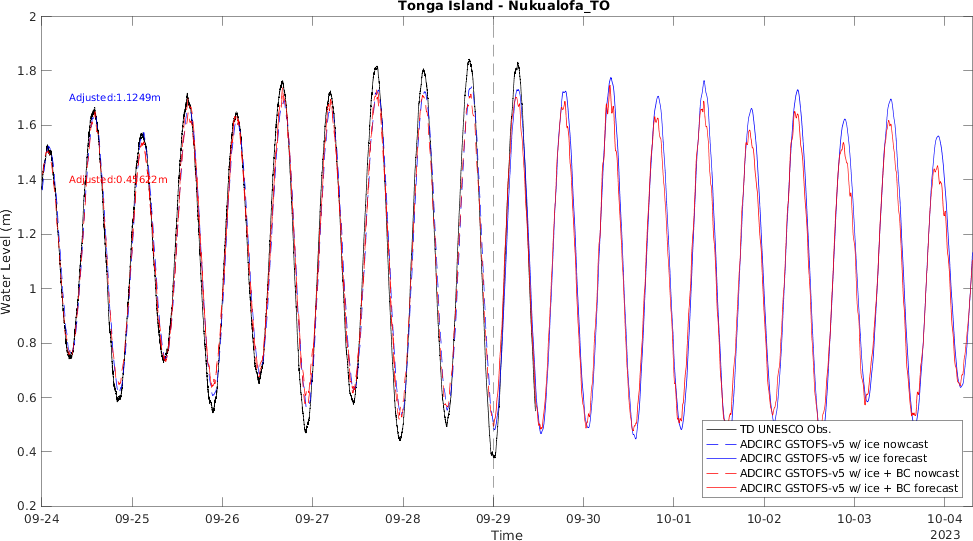 Tonga Island - Nukualofa_TO
2
1.8
1.6
1.4
1.2
1
0.8
0.6
0.4
0.2
Water Level (m)
Adjusted:1.1249m
Adjusted:0.45622m
TD UNESCO Obs.
ADCIRC GSTOFS-v5 w/ ice nowcast
ADCIRC GSTOFS-v5 w/ ice forecast
ADCIRC GSTOFS-v5 w/ ice + BC nowcast
ADCIRC GSTOFS-v5 w/ ice + BC forecast
09-24 09-25 09-26 09-27 09-28 09-29 09-30 10-01 10-02 10-03 10-04
Time
2023